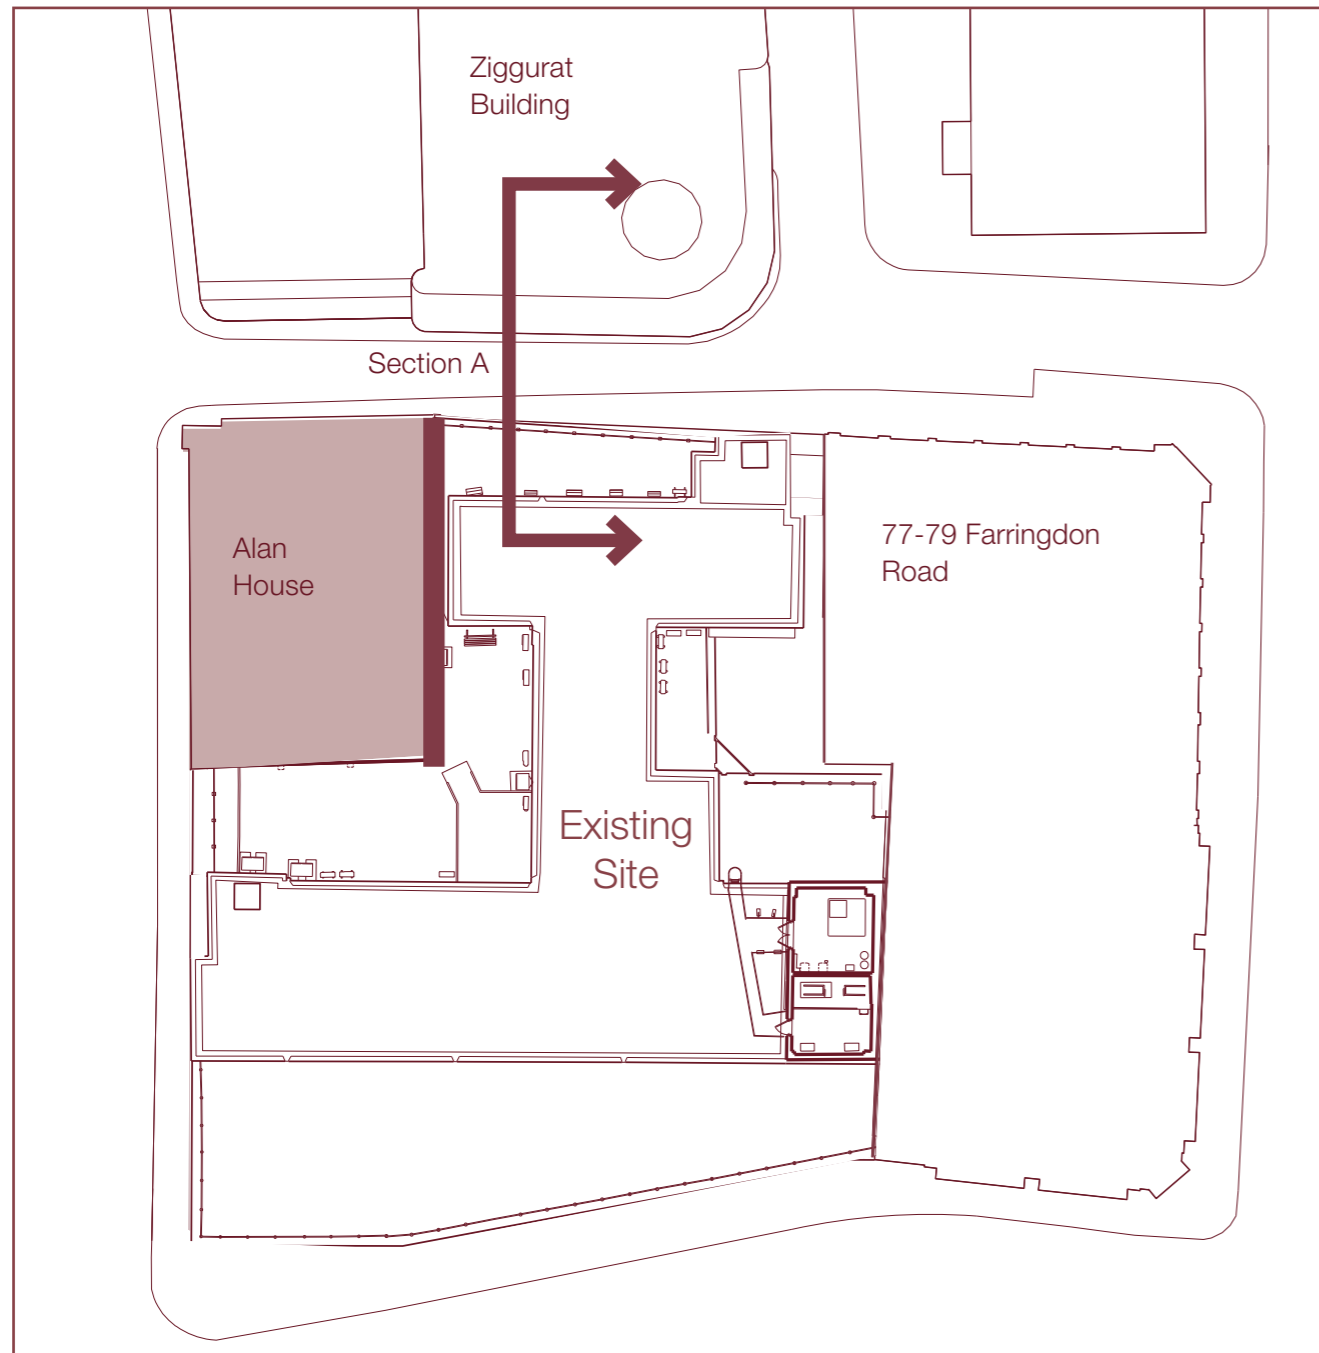 Ziggurat
Building
Section A
Alan
House
77-79 Farringdon
Road
Existing
Site